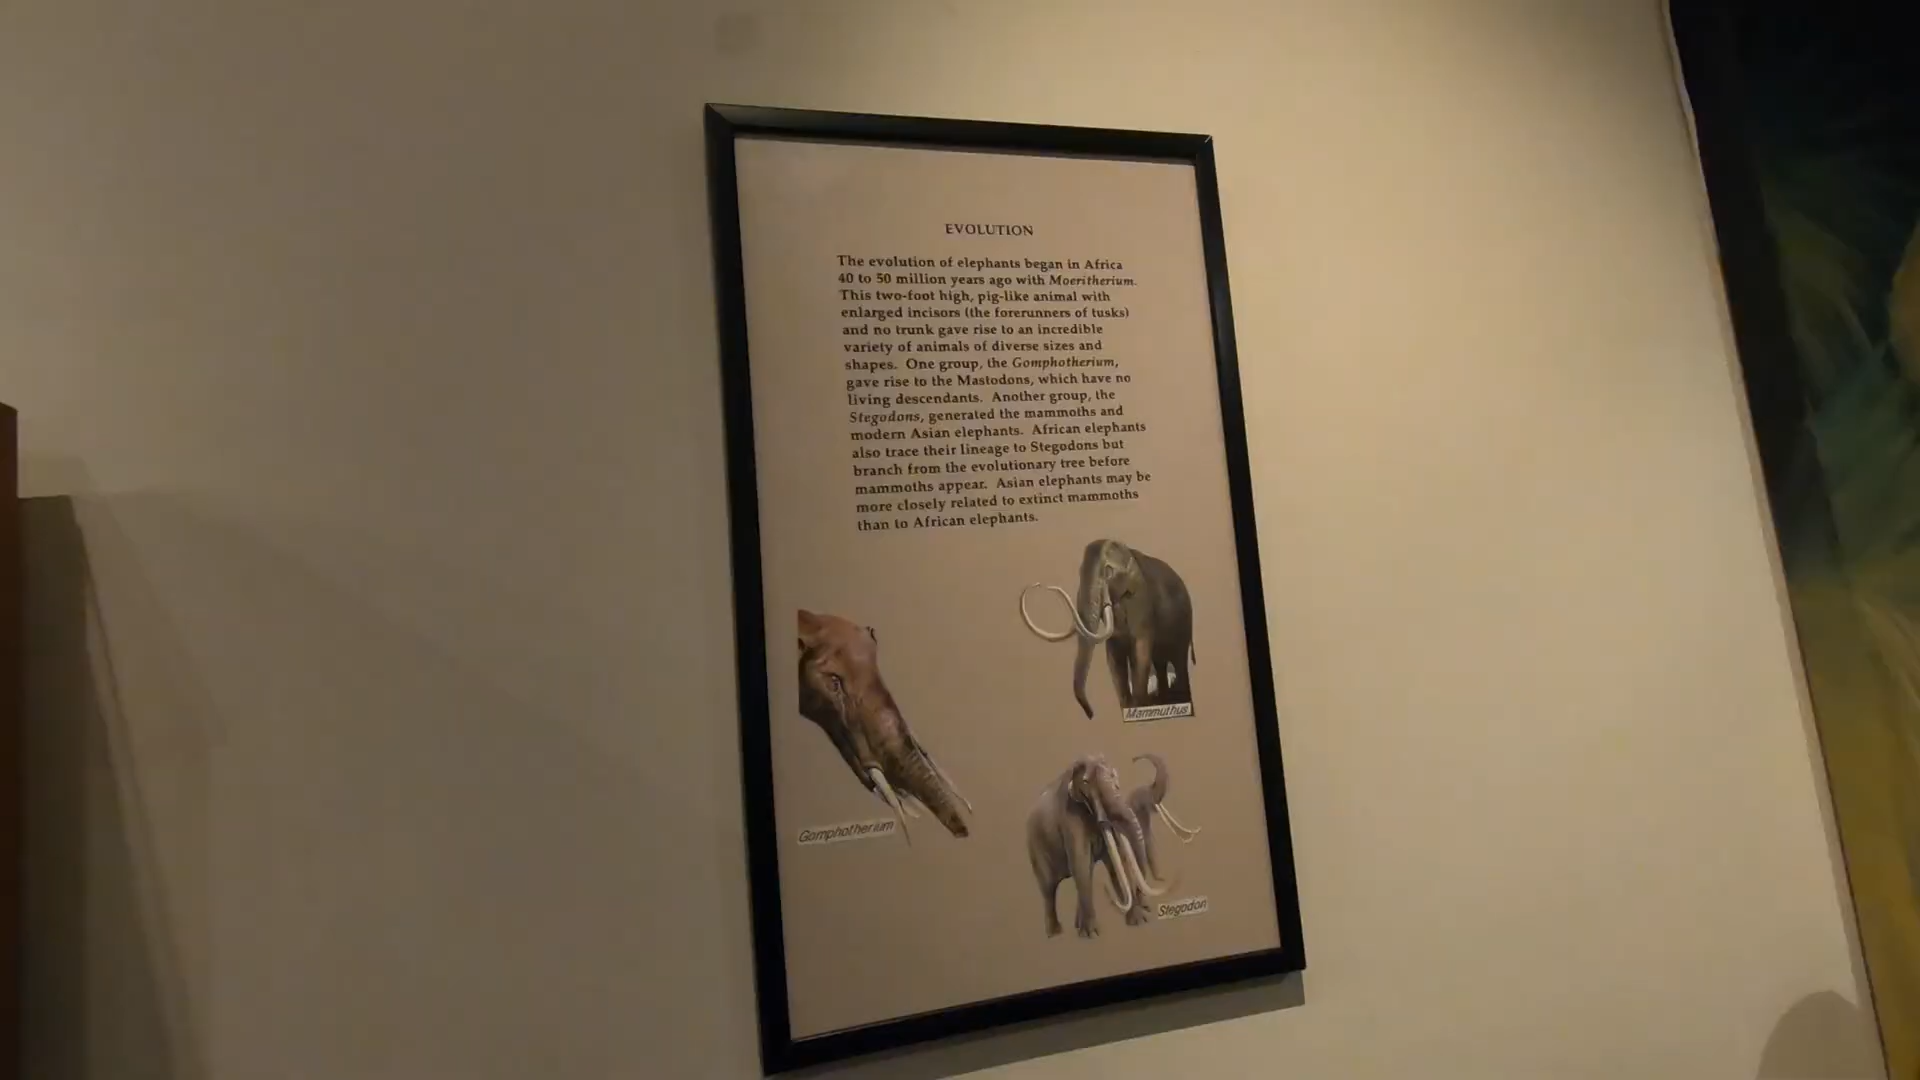 EVOLUTION
The evolution of elephants began in Africa
40 to 50 million years ago with Moeritherium.
This two-foot high, pig-like animal with
enlarged incisors (the forerunners of tusks)
and no trunk gave rise to an incredible
variety of animals of diverse sizes and
shapes. One group, the Gomphotherium,
gave rise to the Mastodons, which have no
living descendants. Another group, the
Stegodons, generated the mammoths and
modern Asian elephants. African elephants
also trace their lineage to Stegodons but
branch from the evolutionary tree before
mammoths appear. Asian elephants may be
more closely related to extinct mammoths
than to African elephants.
Mammuthus
Gomphotherium
Stegodon